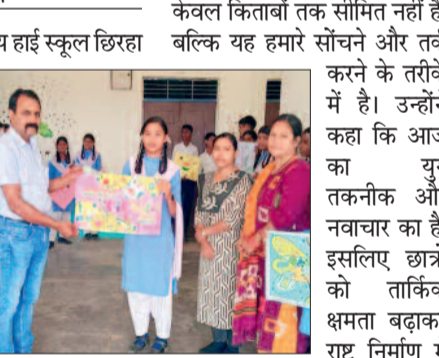 केवल किताबों तक सीमित नहीं है
य हाई स्कूल छिरहा
बल्कि यह हमारे सोंचने और तर्क
करने के तरीके
में है। उन्होंने
कहा कि आज
का
तकनीक
नवाचार का है
इसलिए छात्रों
को तार्किक
क्षमता बढ़ाकर
राष्ट्र निर्माण